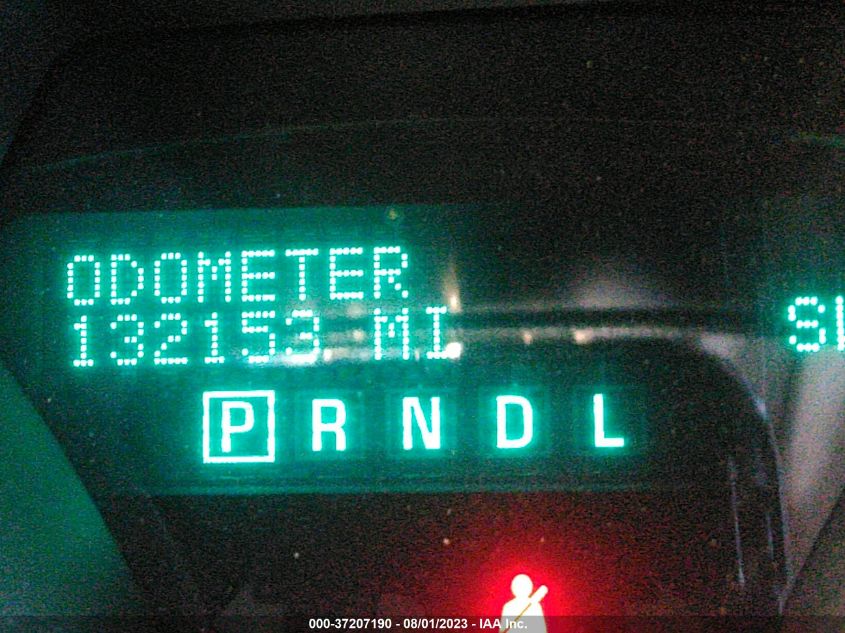 ODOMETER
132153 MI
P R N D L
000-37207190 - 08/01/2023 - IAA Inc.